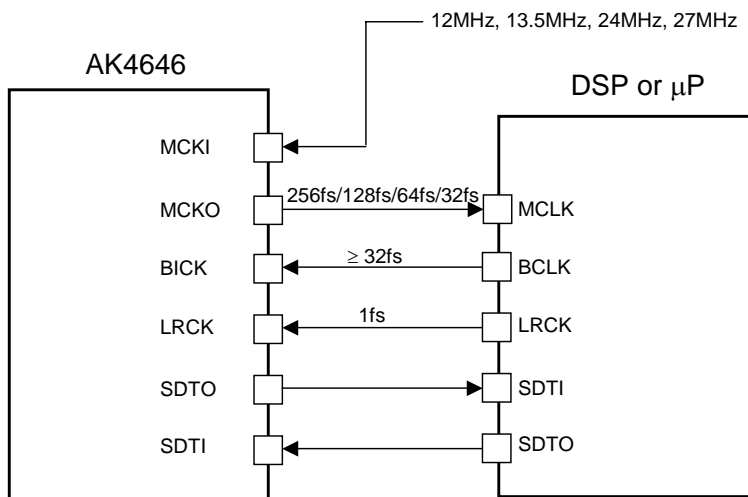 12MHz, 13.5MHz, 24MHz, 27MHz
AK4646
DSP or μP
MCKI
MCKO
256fs/128fs/64fs/32fs
MCLK
BICK
≥ 32fs
BCLK
LRCK
1fs
LRCK
SDTO
SDTI
SDTI
SDTO